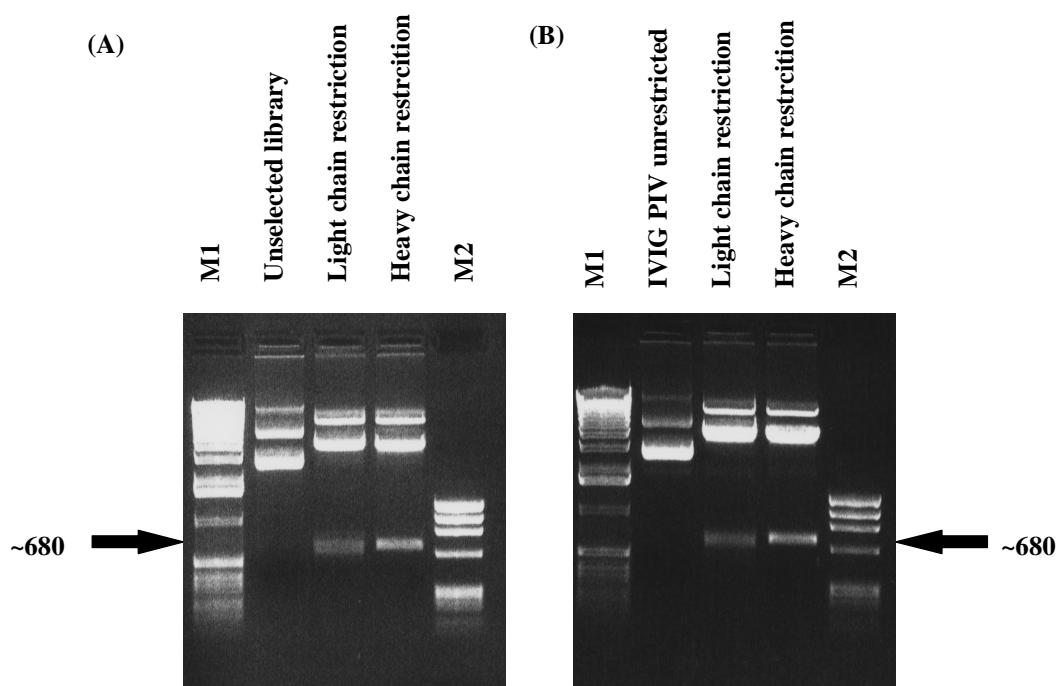 (A)
(B)
M1
Unselected library
Light chain restriction
Heavy chain restrcition
M2
M1
IVIG PIV unrestricted
Light chain restriction
Heavy chain restrcition
M2
~680
~680